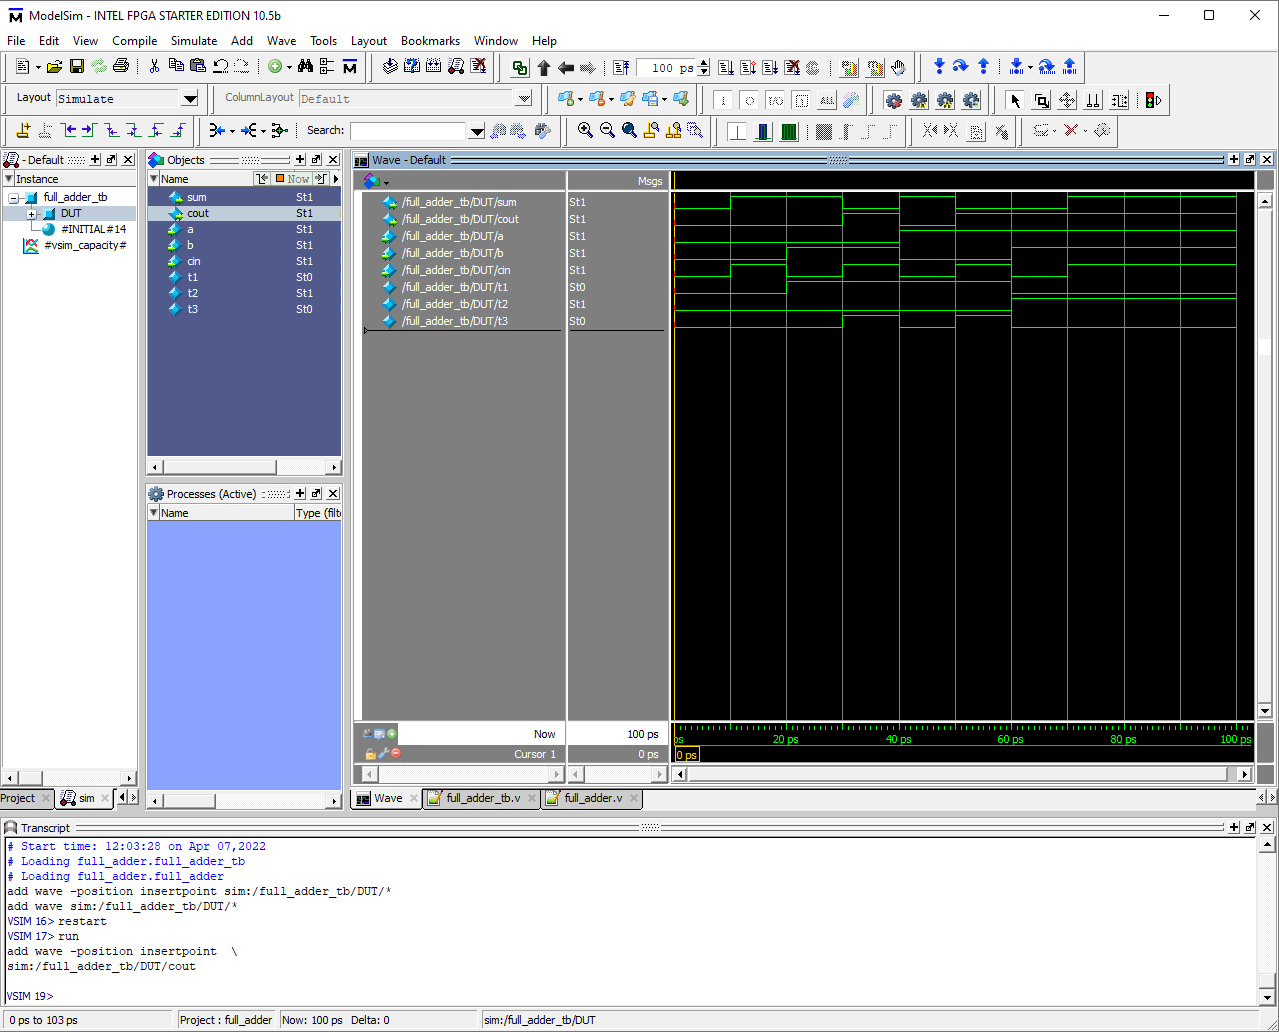 ModelSim - INTEL FPGA STARTER EDITION 10.5b
File Edit View Compile Simulate Add Wave Tools Layout Bookmarks Window Help
100 ps
Layout Simulate ColumnLayout Default
Search:
- Default
Instance
full_adder_tb
DUT
#INITIAL#14
#vsim_capacity#
Project sim
Objects
Name Now
sum St1
cout St1
a St1
b St1
cin St1
t1 St0
t2 St1
t3 St0
Processes (Active)
Name Type (filt
Wave - Default
Msgs
/full_adder_tb/DUT/sum St1
/full_adder_tb/DUT/cout St1
/full_adder_tb/DUT/a St1
/full_adder_tb/DUT/b St1
/full_adder_tb/DUT/cin St1
/full_adder_tb/DUT/t1 St0
/full_adder_tb/DUT/t2 St1
/full_adder_tb/DUT/t3 St0
Now 100 ps
ps 20 ps 40 ps 60 ps 80 ps 100 ps
Cursor 1 0 ps
0 ps
Wave full_adder_tb.v full_adder.v
Transcript
# Start time: 12:03:28 on Apr 07,2022
# Loading full_adder.full_adder_tb
# Loading full_adder.full_adder
add wave -position insertpoint sim:/full_adder_tb/DUT/*
add wave sim:/full_adder_tb/DUT/*
VSIM 16> restart
VSIM 17> run
add wave -position insertpoint \
sim:/full_adder_tb/DUT/cout
VSIM 19>
0 ps to 103 ps Project : full_adder Now: 100 ps Delta: 0 sim:/full_adder_tb/DUT